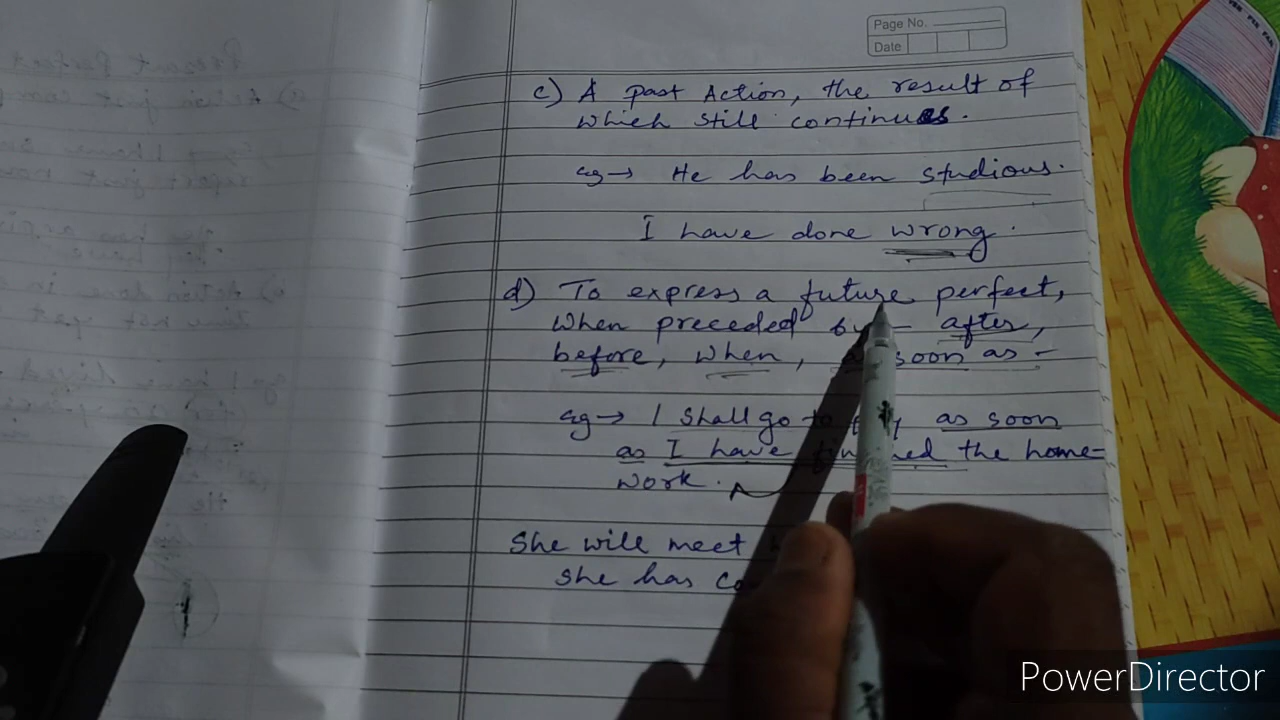 Page No.
Date
c) A past Action, the result of
which still continues.
eg → He has been studious.
I have done wrong.
d) To express a future perfect,
When preceded by - after,
before, when, as soon as -
eg → I shall go to as soon
as I have finished the home-
work.
She will meet
she has
PowerDirector